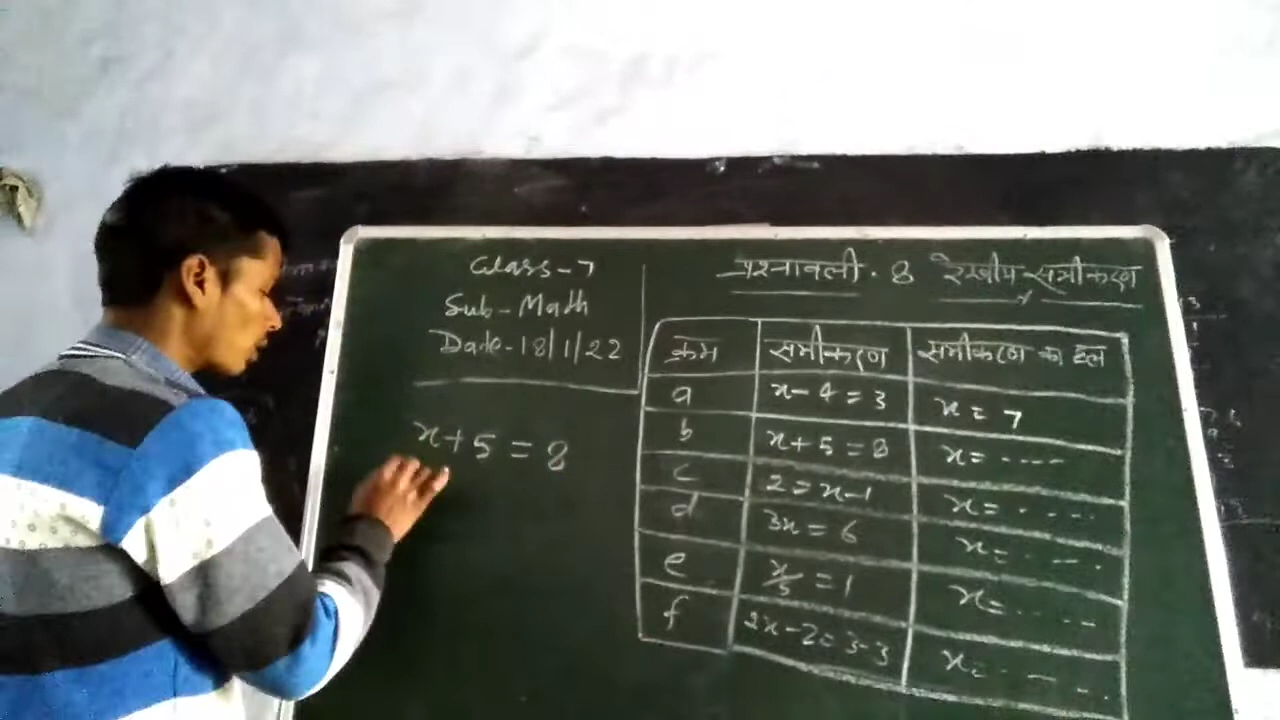 Class-7
Sub-Math
Date-18/1/22
x+5=8
प्रश्नावली. 8 रेखीय समीकरण
क्रम समीकरण समीकरण का हल
a x-4=3 x=7
b x+5=8 x=----
c 2=x-1 x=....
d 3x=6 x=....
e x/5=1 x=....
f 2x-2=3-3 x=....